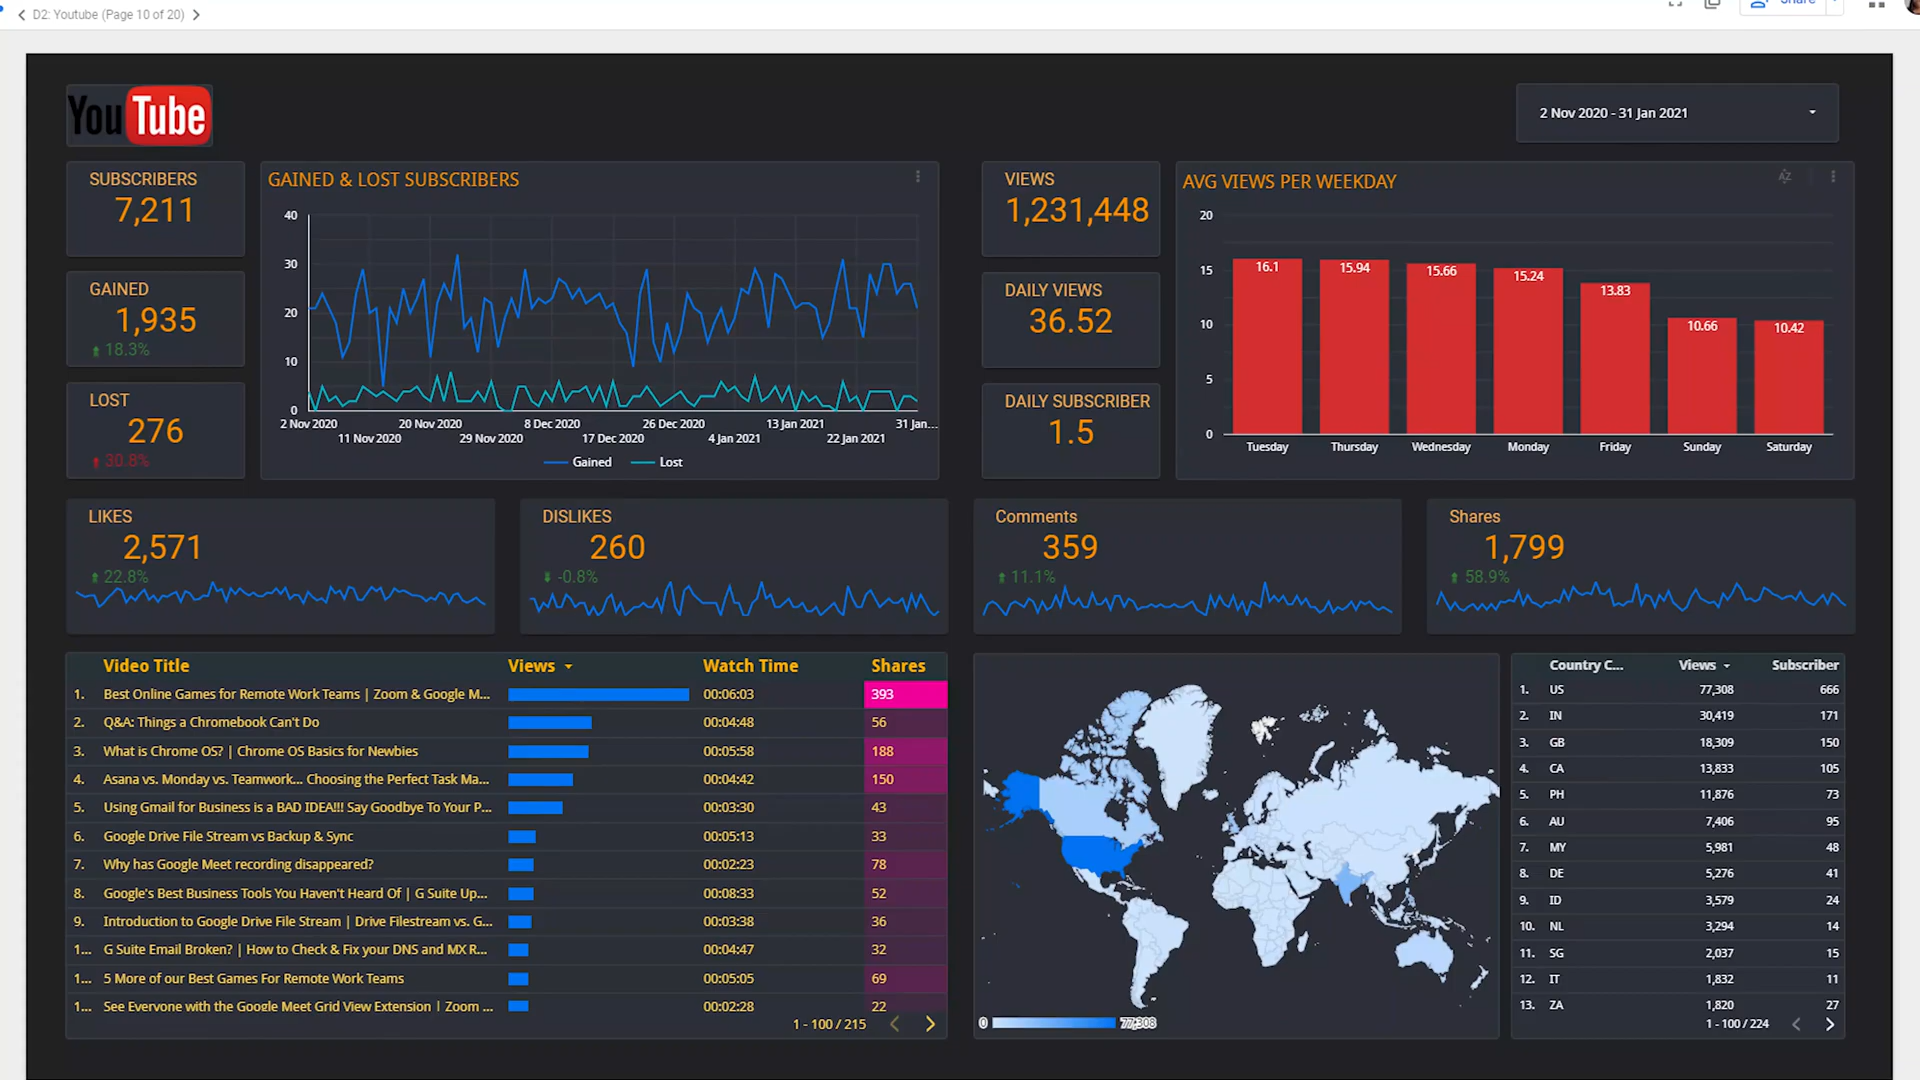 D2: Youtube (Page 10 of 20)
Share
YouTube
2 Nov 2020 - 31 Jan 2021
SUBSCRIBERS
7,211
GAINED
1,935
18.3%
LOST
276
30.8%
GAINED & LOST SUBSCRIBERS
40
30
20
10
0
2 Nov 2020
11 Nov 2020
20 Nov 2020
29 Nov 2020
8 Dec 2020
17 Dec 2020
26 Dec 2020
4 Jan 2021
13 Jan 2021
22 Jan 2021
31 Jan...
Gained
Lost
VIEWS
1,231,448
DAILY VIEWS
36.52
DAILY SUBSCRIBER
1.5
AVG VIEWS PER WEEKDAY
20
15
10
5
0
16.1
15.94
15.66
15.24
13.83
10.66
10.42
Tuesday
Thursday
Wednesday
Monday
Friday
Sunday
Saturday
LIKES
2,571
22.8%
DISLIKES
260
-0.8%
Comments
359
11.1%
Shares
1,799
58.9%
Video Title Views Watch Time Shares
1. Best Online Games for Remote Work Teams | Zoom & Google M... 00:06:03 393
2. Q&A: Things a Chromebook Can't Do 00:04:48 56
3. What is Chrome OS? | Chrome OS Basics for Newbies 00:05:58 188
4. Asana vs. Monday vs. Teamwork... Choosing the Perfect Task Ma... 00:04:42 150
5. Using Gmail for Business is a BAD IDEA!!! Say Goodbye To Your P... 00:03:30 43
6. Google Drive File Stream vs Backup & Sync 00:05:13 33
7. Why has Google Meet recording disappeared? 00:02:23 78
8. Google's Best Business Tools You Haven't Heard Of | G Suite Up... 00:08:33 52
9. Introduction to Google Drive File Stream | Drive Filestream vs. G... 00:03:38 36
1... G Suite Email Broken? | How to Check & Fix your DNS and MX R... 00:04:47 32
1... 5 More of our Best Games For Remote Work Teams 00:05:05 69
1... See Everyone with the Google Meet Grid View Extension | Zoom ... 00:02:28 22
1 - 100 / 215
0 77,308
Country C... Views Subscriber
1. US 77,308 666
2. IN 30,419 171
3. GB 18,309 150
4. CA 13,833 105
5. PH 11,876 73
6. AU 7,406 95
7. MY 5,981 48
8. DE 5,276 41
9. ID 3,579 24
10. NL 3,294 14
11. SG 2,037 15
12. IT 1,832 11
13. ZA 1,820 27
1 - 100 / 224